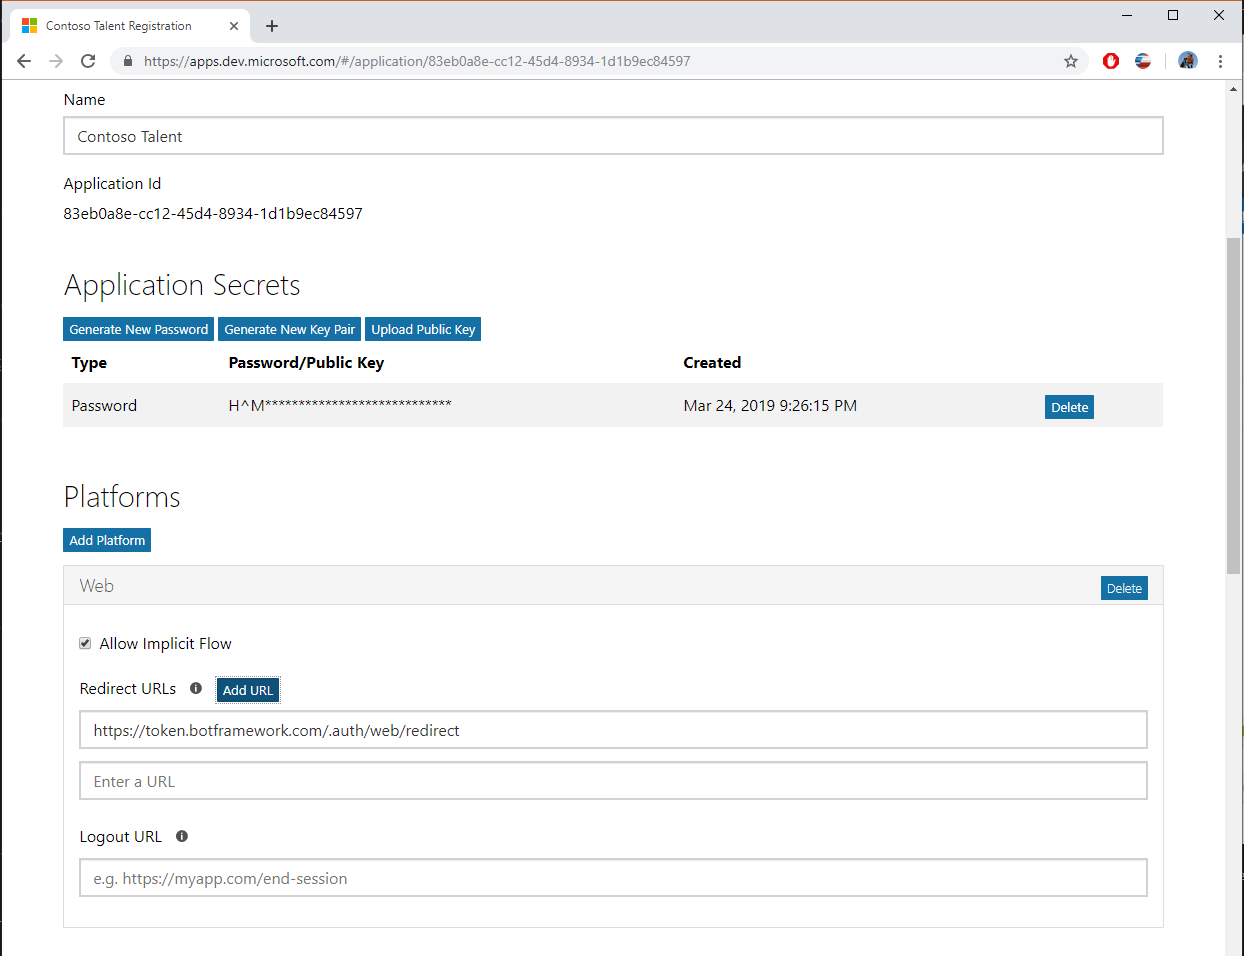 Contoso Talent Registration
https://apps.dev.microsoft.com/#/application/83eb0a8e-cc12-45d4-8934-1d1b9ec84597
Name
Contoso Talent
Application Id
83eb0a8e-cc12-45d4-8934-1d1b9ec84597
Application Secrets
Generate New Password Generate New Key Pair Upload Public Key
Type Password/Public Key Created
Password H^M**************************** Mar 24, 2019 9:26:15 PM Delete
Platforms
Add Platform
Web Delete
Allow Implicit Flow
Redirect URLs Add URL
https://token.botframework.com/.auth/web/redirect
Enter a URL
Logout URL
e.g. https://myapp.com/end-session